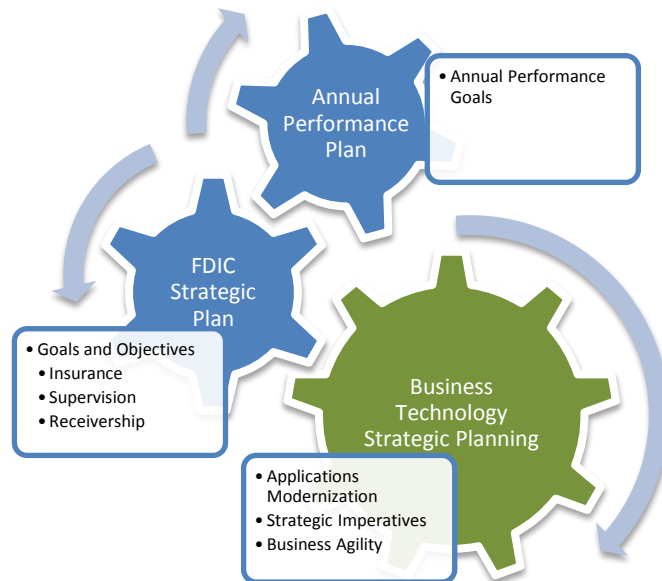 Annual
Performance
Plan
• Annual Performance
Goals
FDIC
Strategic
Plan
• Goals and Objectives
• Insurance
• Supervision
• Receivership
Business
Technology
Strategic Planning
• Applications
Modernization
• Strategic Imperatives
• Business Agility